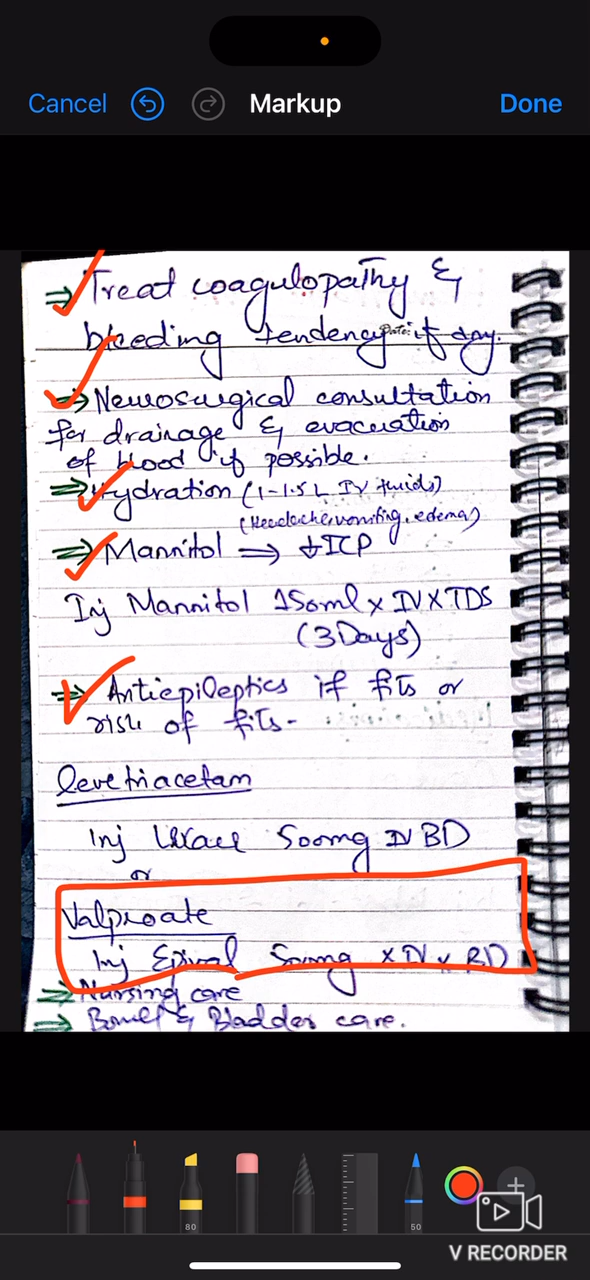 Cancel Markup Done
⇒ Treat coagulopathy &
bleeding tendency if day.
⇒ Neurosurgical consultation
for drainage & evacuation
of blood if possible.
⇒ Hydration (1-1.5 L IV fluids)
(Headache, vomiting, edema)
⇒ Mannitol ⇒ ↓ICP
Inj Mannitol 150ml x IV x TDS
(3 Days)
⇒ Antiepileptics if fits or
risk of fits-
levetriacetam
Inj 500mg IV BD
or
Valproate
Inj Epival 500mg x IV x BD
⇒ Nursing care
⇒ Bowel & Bladder care.
80
50
V RECORDER